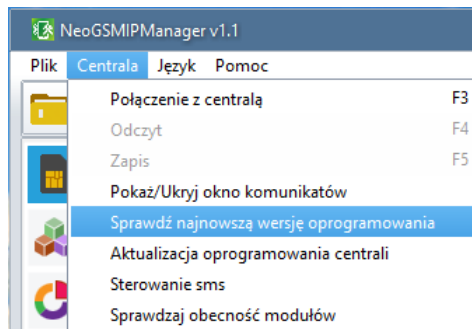 NeoGSMIPManager v1.1
Plik Centrala Język Pomoc
Połączenie z centralą F3
Odczyt F4
Zapis F5
Pokaż/Ukryj okno komunikatów
Sprawdź najnowszą wersję oprogramowania
Aktualizacja oprogramowania centrali
Sterowanie sms
Sprawdzaj obecność modułów